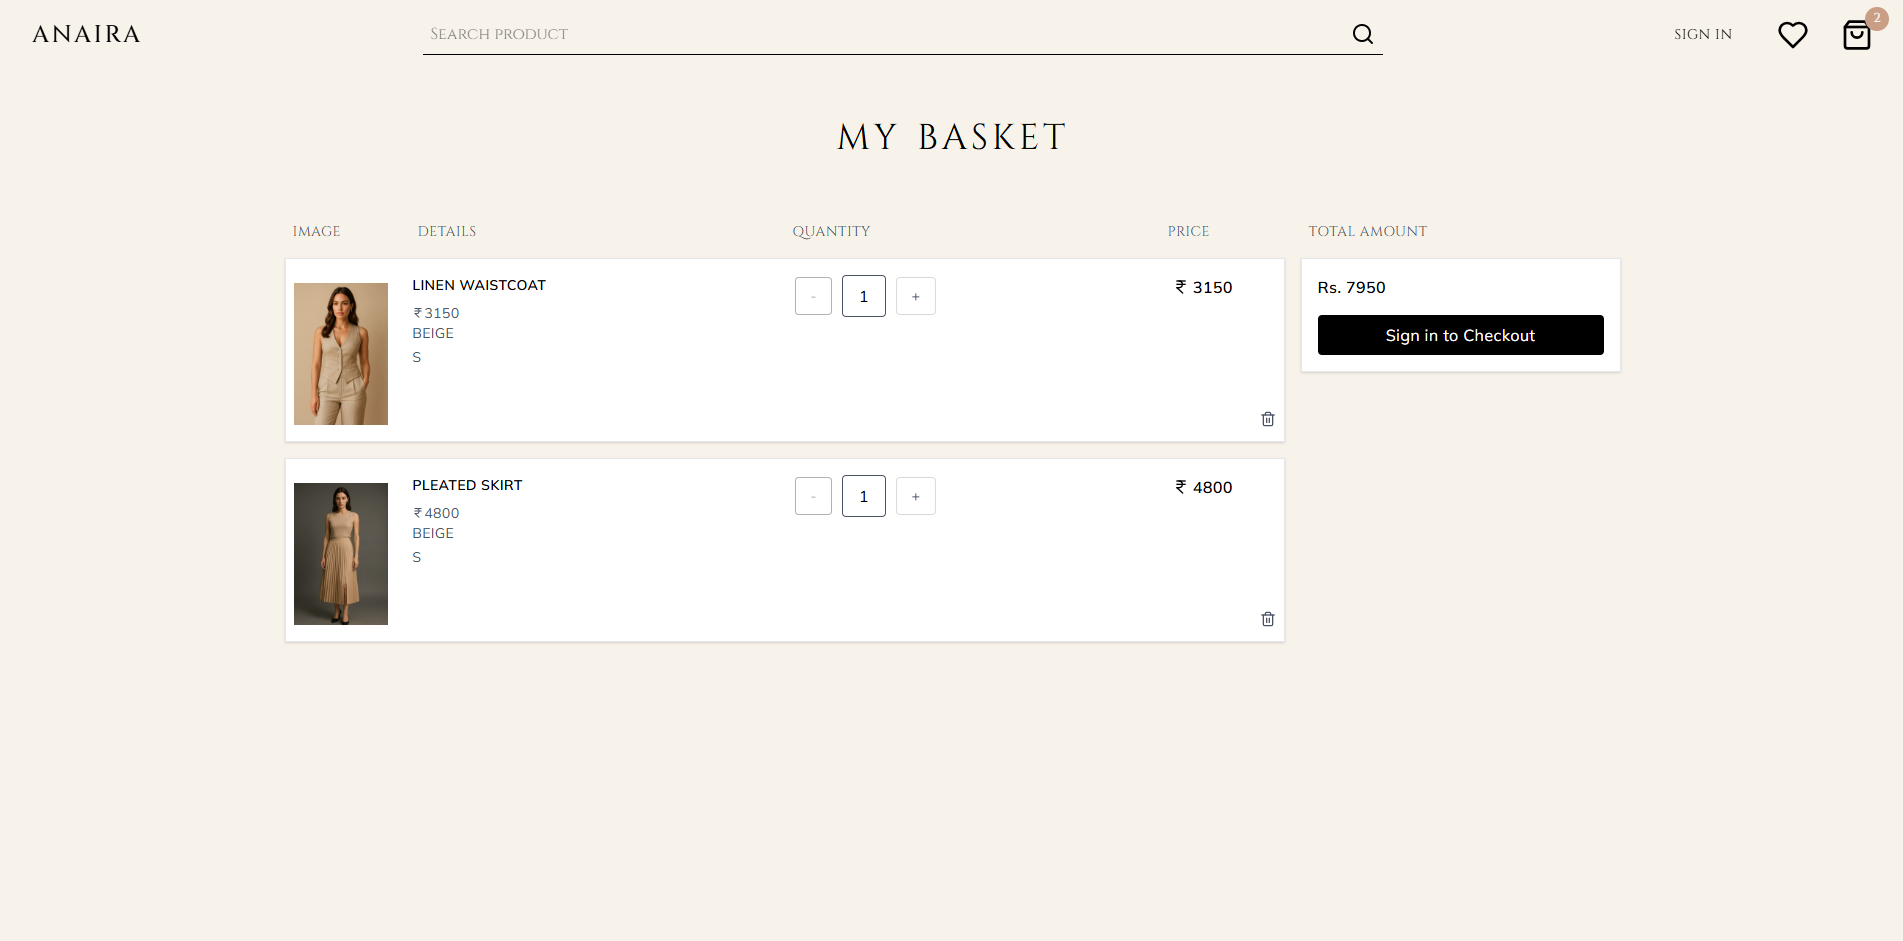 ANAIRA
SEARCH PRODUCT
SIGN IN
2
MY BASKET
IMAGE DETAILS QUANTITY PRICE TOTAL AMOUNT
LINEN WAISTCOAT
₹3150
BEIGE
S
- 1 +
₹ 3150
Rs. 7950
Sign in to Checkout
PLEATED SKIRT
₹4800
BEIGE
S
- 1 +
₹ 4800